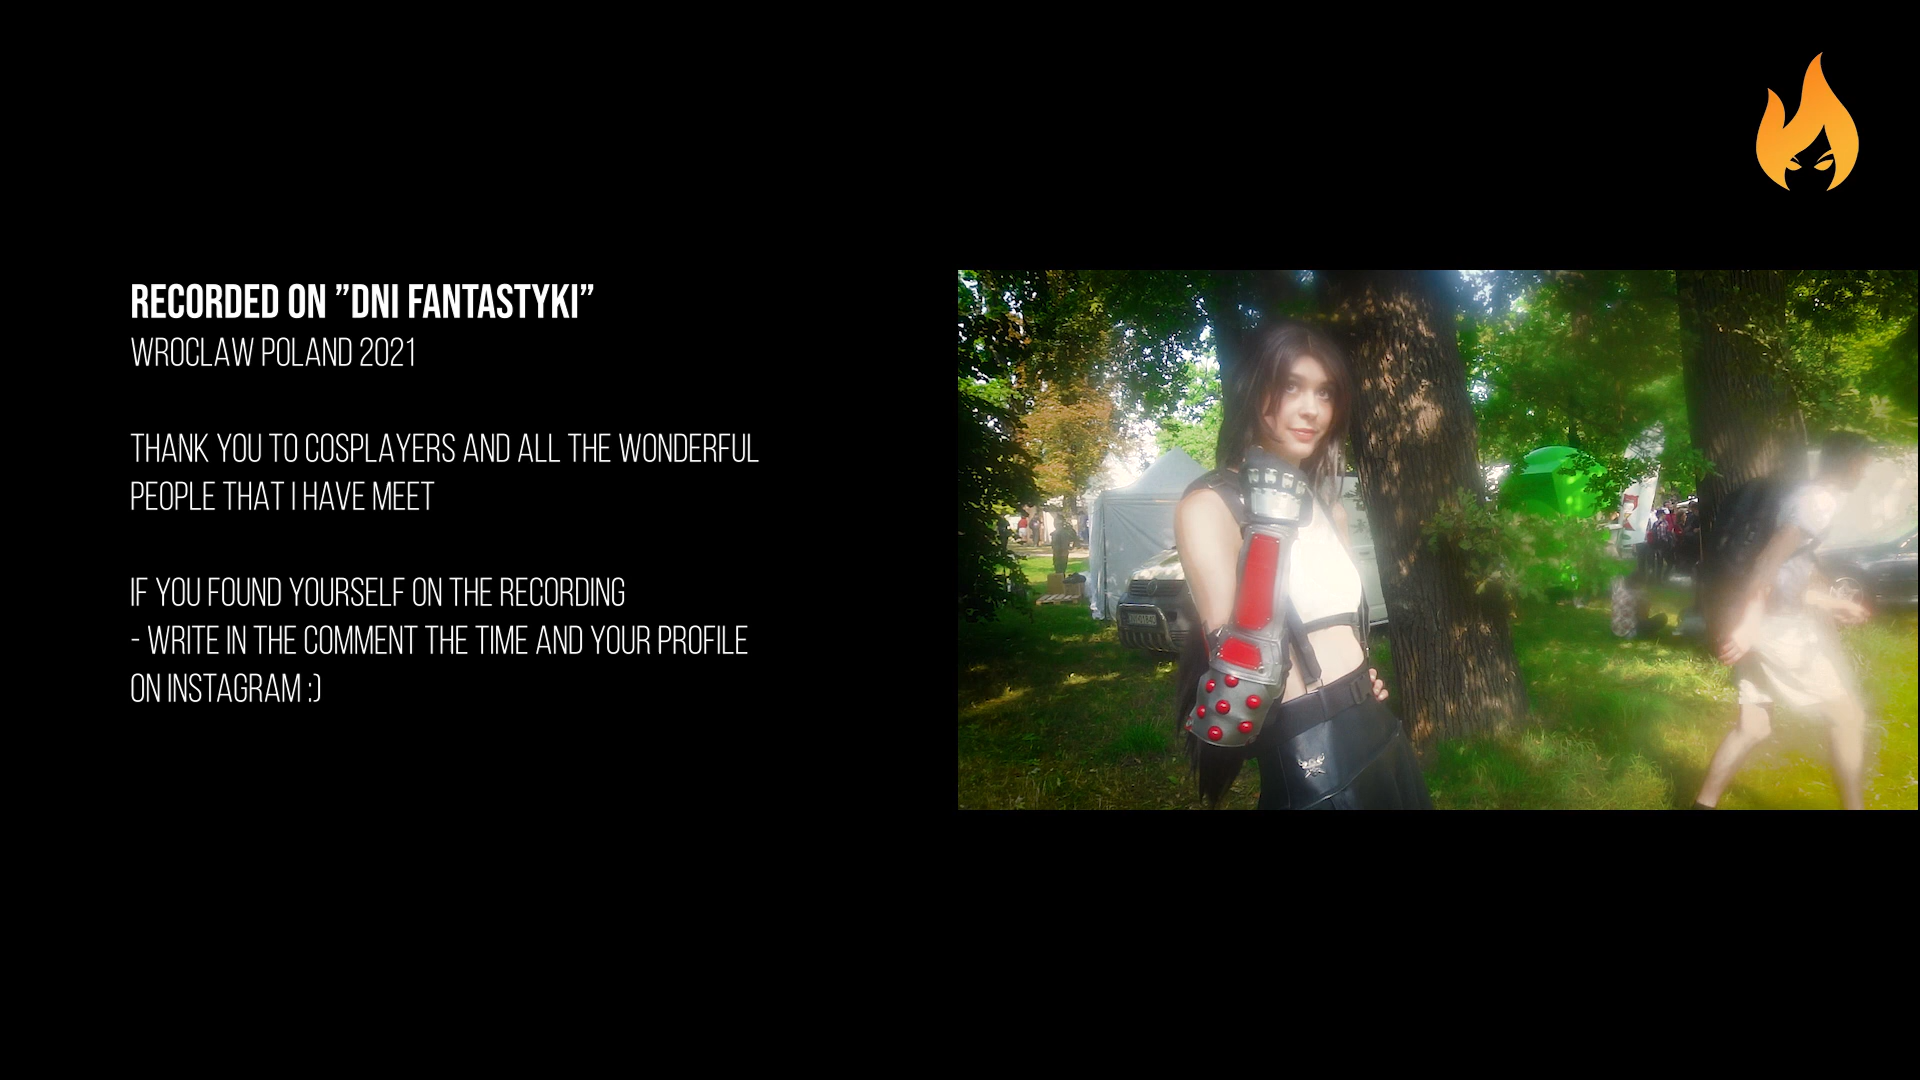 RECORDED ON ”DNI FANTASTYKI”
WROCLAW POLAND 2021
THANK YOU TO COSPLAYERS AND ALL THE WONDERFUL
PEOPLE THAT I HAVE MEET
IF YOU FOUND YOURSELF ON THE RECORDING
- WRITE IN THE COMMENT THE TIME AND YOUR PROFILE
ON INSTAGRAM :)